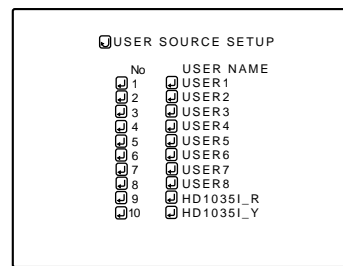 USER SOURCE SETUP
No USER NAME
1 USER1
2 USER2
3 USER3
4 USER4
5 USER5
6 USER6
7 USER7
8 USER8
9 HD1035I_R
10 HD1035I_Y